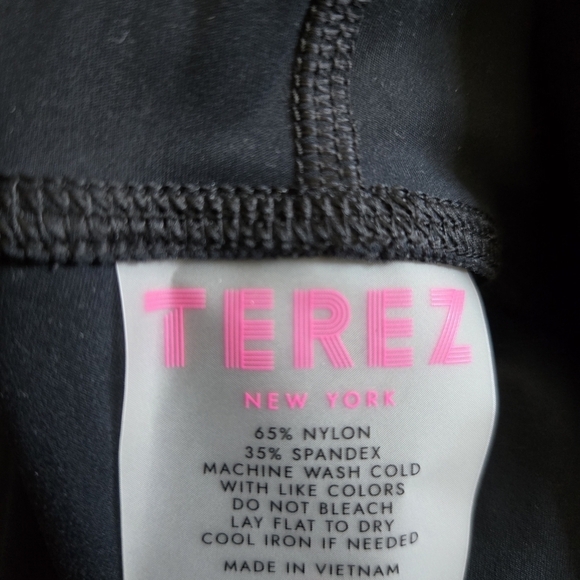 TEREZ
NEW YORK
65% NYLON
35% SPANDEX
MACHINE WASH COLD
WITH LIKE COLORS
DO NOT BLEACH
LAY FLAT TO DRY
COOL IRON IF NEEDED
MADE IN VIETNAM